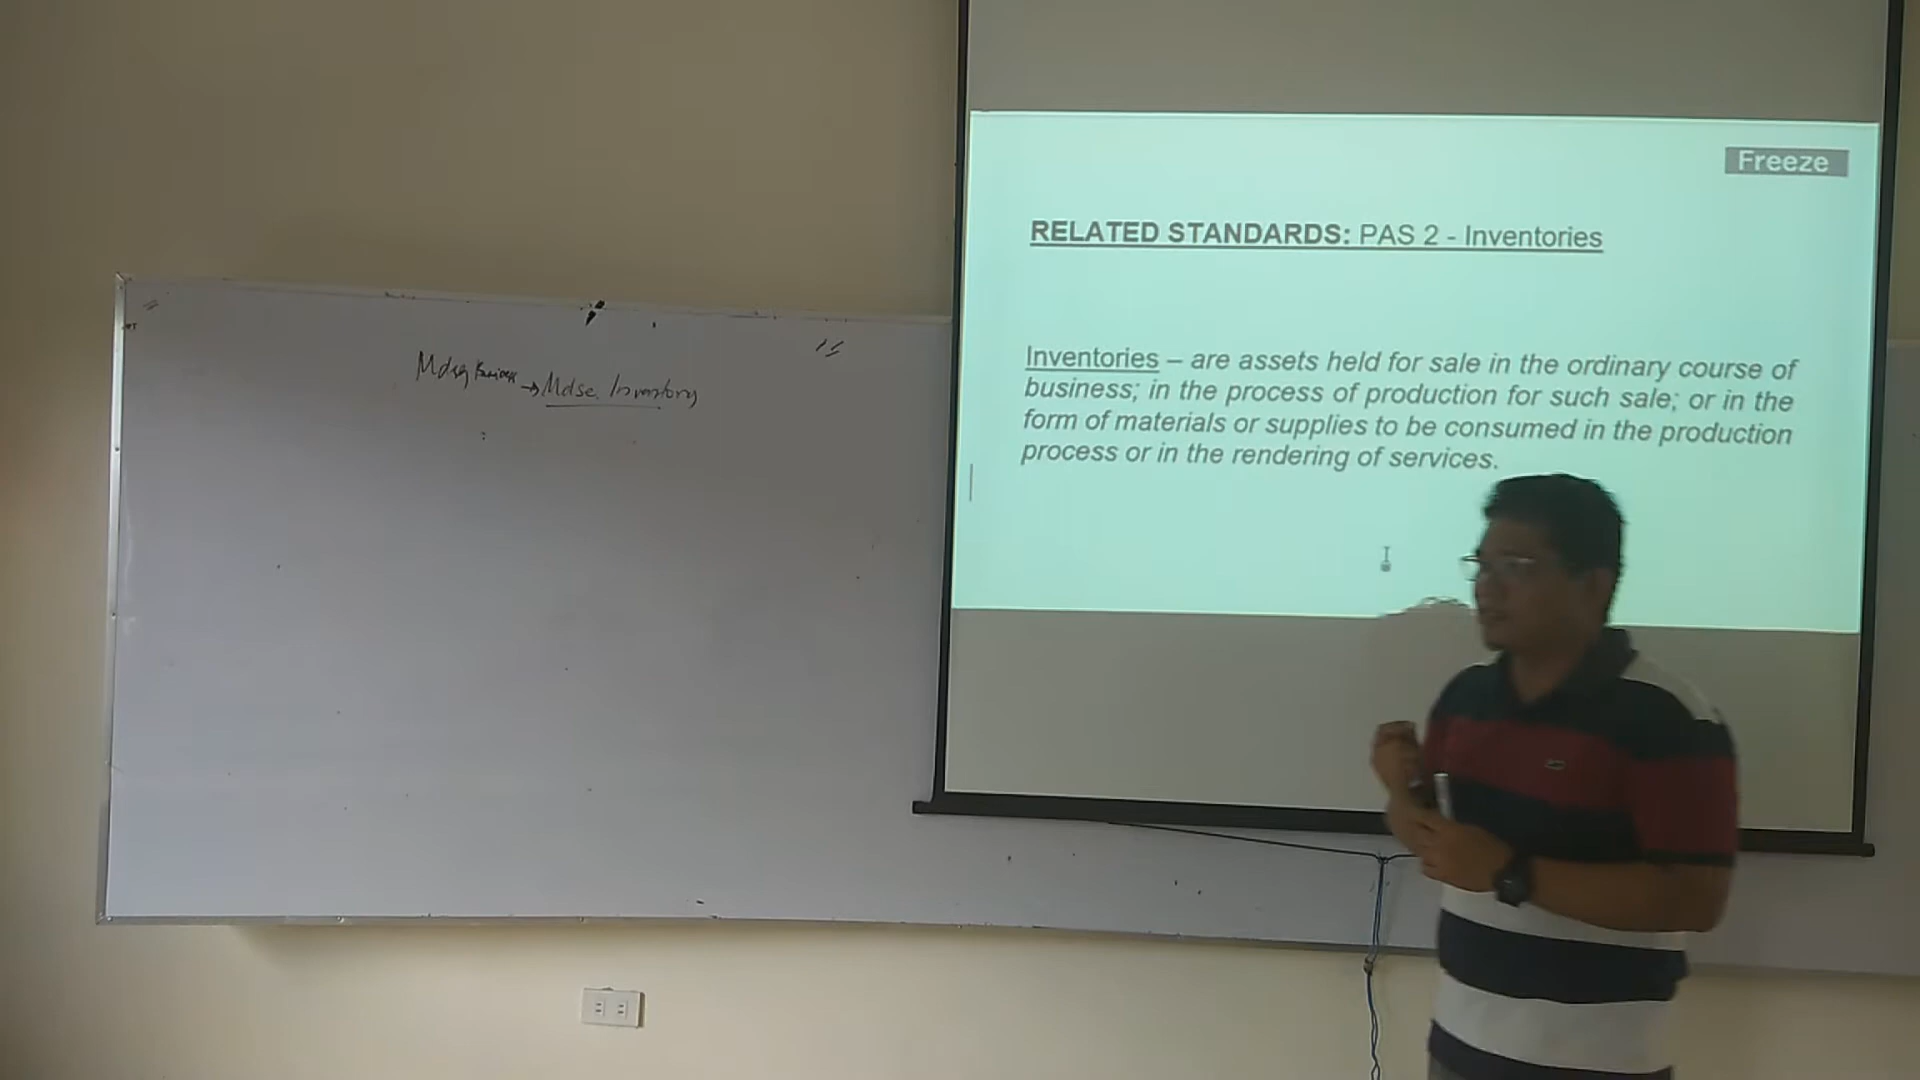 Mdsg Business → Mdse. Inventory
Freeze
RELATED STANDARDS: PAS 2 - Inventories
Inventories – are assets held for sale in the ordinary course of
business; in the process of production for such sale; or in the
form of materials or supplies to be consumed in the production
process or in the rendering of services.